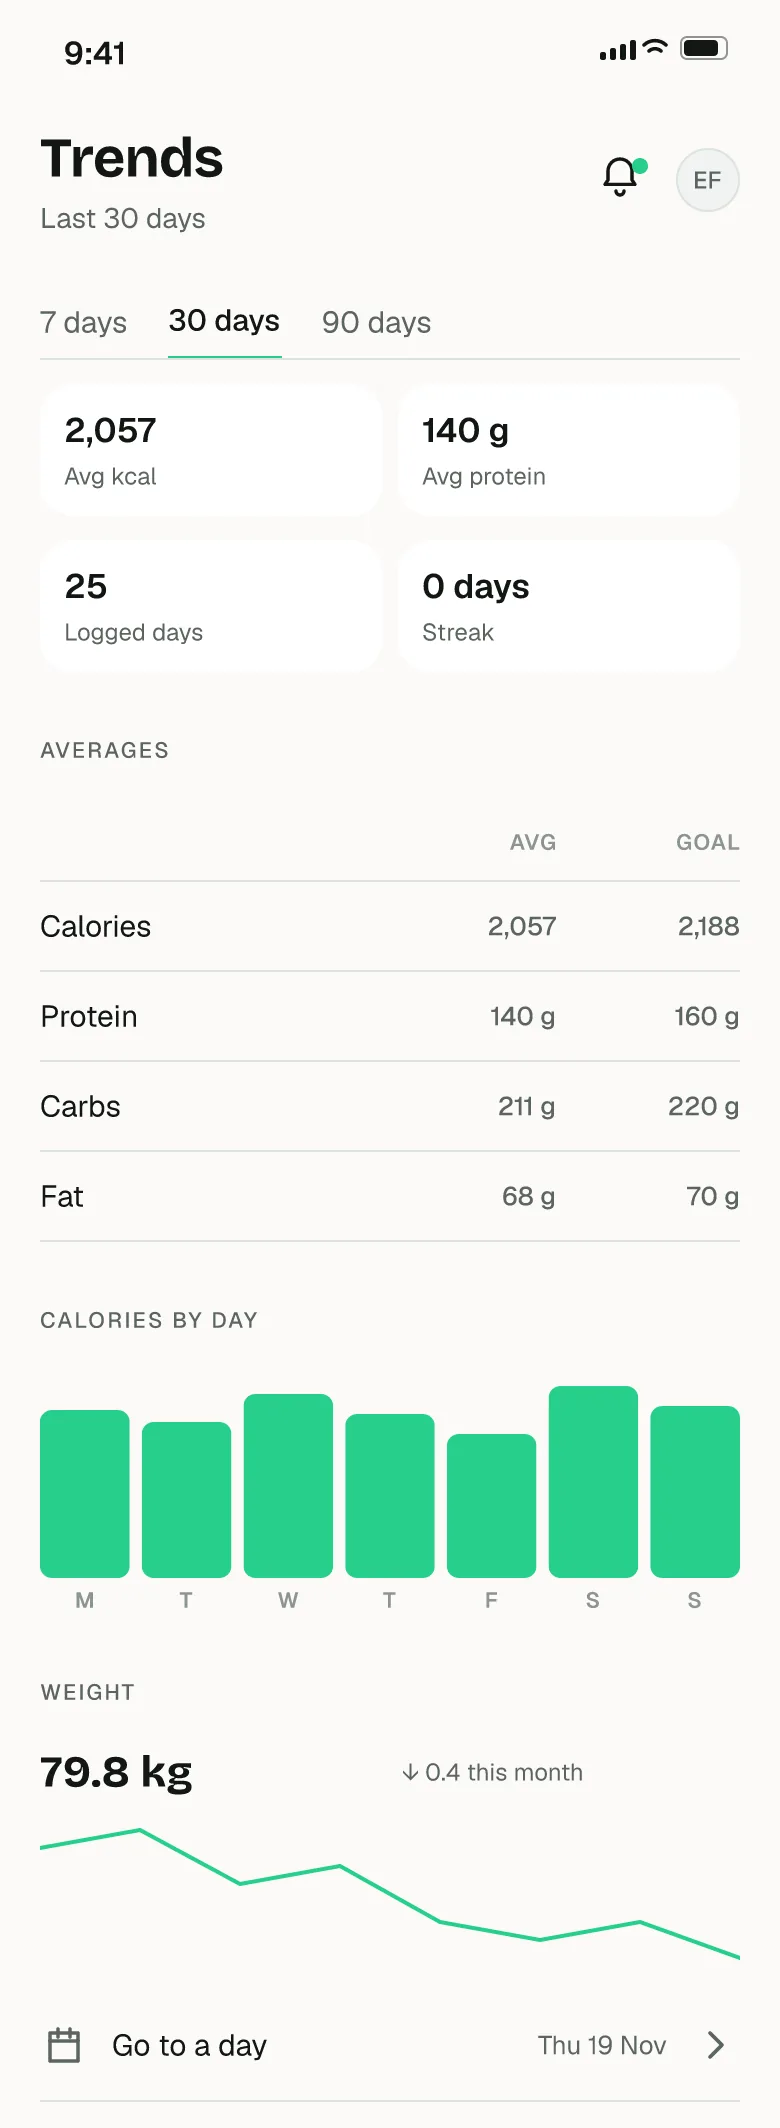 9:41
Trends
Last 30 days
EF
7 days 30 days 90 days
2,057
Avg kcal
140 g
Avg protein
25
Logged days
0 days
Streak
AVERAGES
AVG GOAL
Calories 2,057 2,188
Protein 140 g 160 g
Carbs 211 g 220 g
Fat 68 g 70 g
CALORIES BY DAY
M T W T F S S
WEIGHT
79.8 kg ↓ 0.4 this month
Go to a day Thu 19 Nov